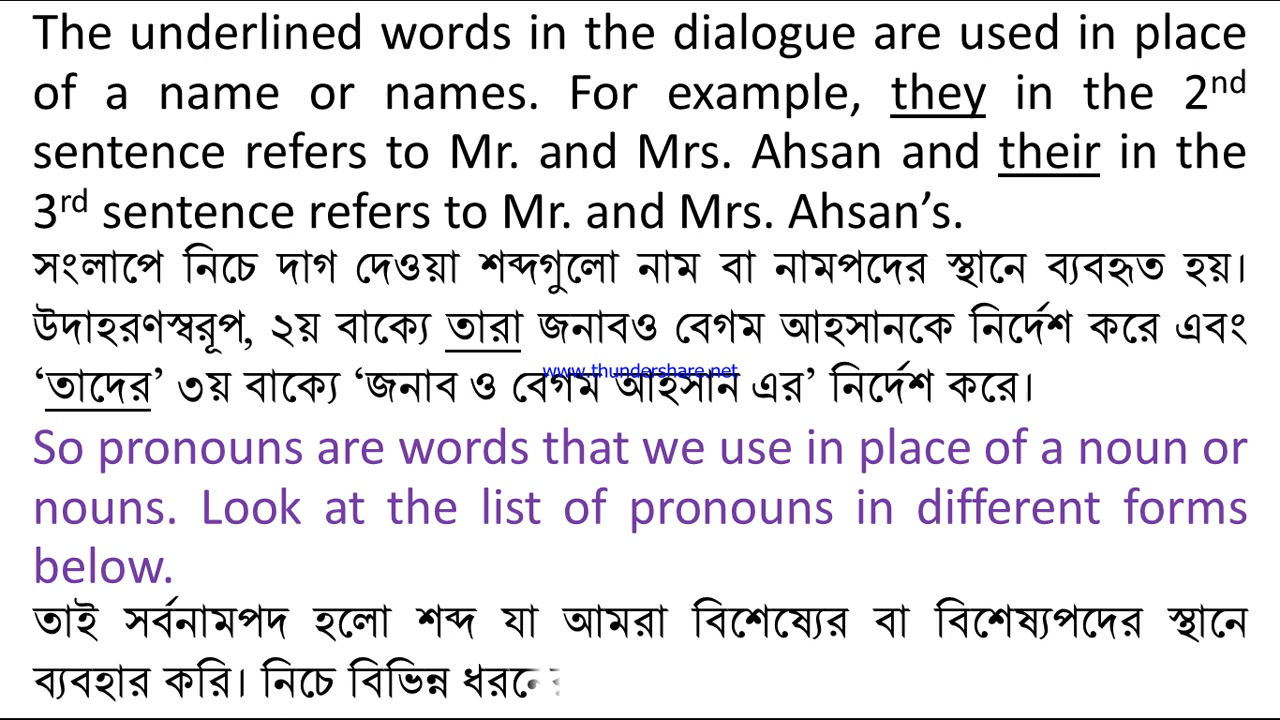 The underlined words in the dialogue are used in place
of a name or names. For example, they in the 2nd
sentence refers to Mr. and Mrs. Ahsan and their in the
3rd sentence refers to Mr. and Mrs. Ahsan’s.
সংলাপে নিচে দাগ দেওয়া শব্দগুলো নাম বা নামপদের স্থানে ব্যবহৃত হয়।
উদাহরণস্বরূপ, ২য় বাক্যে তারা জনাবও বেগম আহসানকে নির্দেশ করে এবং
www.thundershare.net
‘তাদের’ ৩য় বাক্যে ‘জনাব ও বেগম আহসান এর’ নির্দেশ করে।
So pronouns are words that we use in place of a noun or
nouns. Look at the list of pronouns in different forms
below.
তাই সর্বনামপদ হলো শব্দ যা আমরা বিশেষ্যের বা বিশেষ্যপদের স্থানে
ব্যবহার করি। নিচে বিভিন্ন